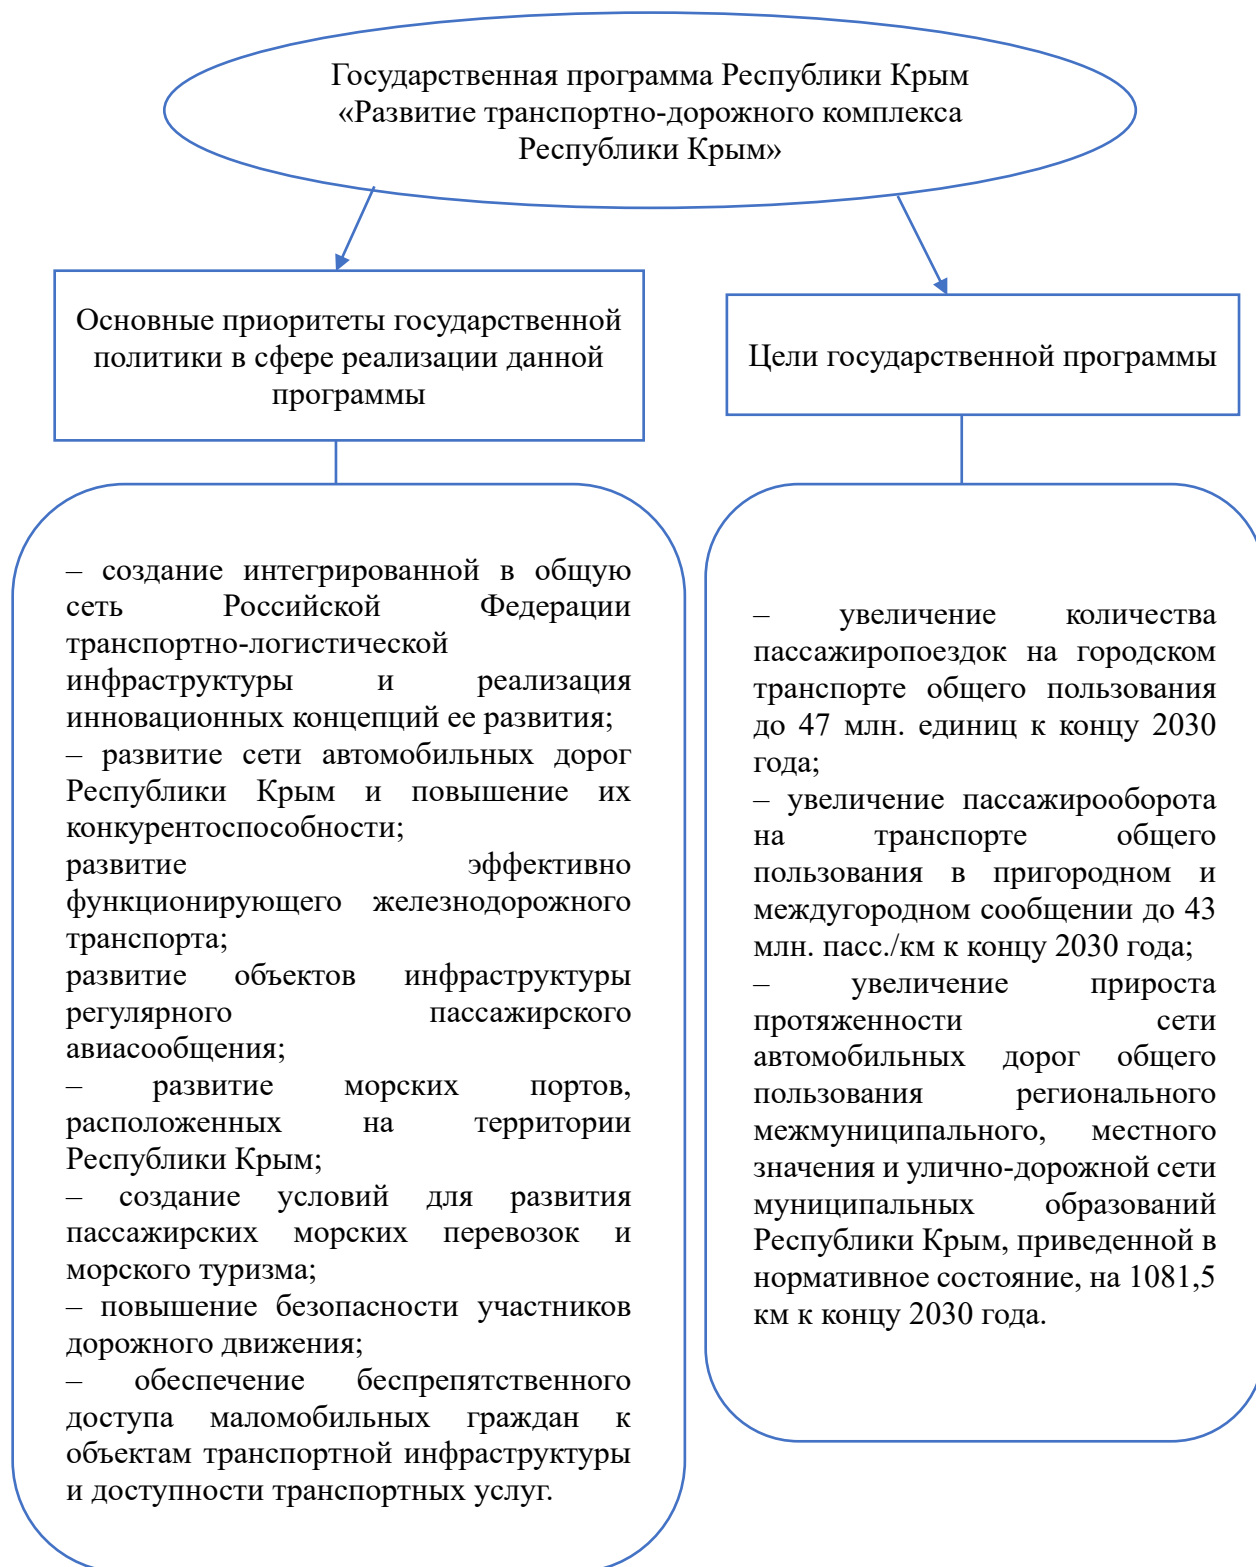 Государственная программа Республики Крым
«Развитие транспортно-дорожного комплекса
Республики Крым»
Основные приоритеты государственной
политики в сфере реализации данной
программы
Цели государственной программы
– создание интегрированной в общую
сеть Российской Федерации
транспортно-логистической
инфраструктуры и реализация
инновационных концепций ее развития;
– развитие сети автомобильных дорог
Республики Крым и повышение их
конкурентоспособности;
развитие эффективно
функционирующего железнодорожного
транспорта;
развитие объектов инфраструктуры
регулярного пассажирского
авиасообщения;
– развитие морских портов,
расположенных на территории
Республики Крым;
– создание условий для развития
пассажирских морских перевозок и
морского туризма;
– повышение безопасности участников
дорожного движения;
– обеспечение беспрепятственного
доступа маломобильных граждан к
объектам транспортной инфраструктуры
и доступности транспортных услуг.
– увеличение количества
пассажиропоездок на городском
транспорте общего пользования
до 47 млн. единиц к концу 2030
года;
– увеличение пассажирооборота
на транспорте общего
пользования в пригородном и
междугородном сообщении до 43
млн. пасс./км к концу 2030 года;
– увеличение прироста
протяженности сети
автомобильных дорог общего
пользования регионального
межмуниципального, местного
значения и улично-дорожной сети
муниципальных образований
Республики Крым, приведенной в
нормативное состояние, на 1081,5
км к концу 2030 года.